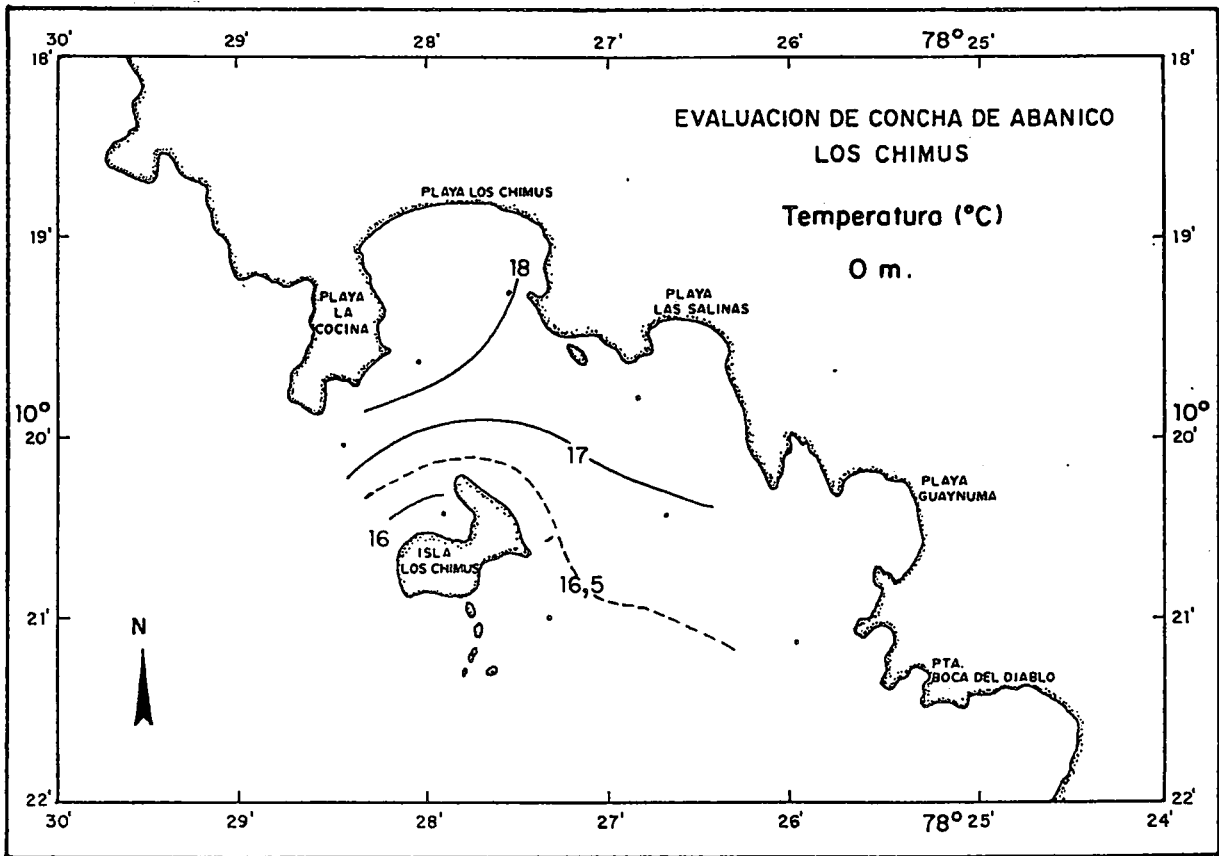 30' 29' 28' 27' 26' 78° 25'
18' 18'
EVALUACION DE CONCHA DE ABANICO
LOS CHIMUS
Temperatura (°C)
0 m.
PLAYA LOS CHIMUS
19' 19'
18
PLAYA
LA
COCINA
PLAYA
LAS SALINAS
10° 10°
20' 20'
17
PLAYA
GUAYNUMA
16
ISLA
LOS CHIMUS
16,5
21' 21'
N
PTA.
BOCA DEL DIABLO
22' 22'
30' 29' 28' 27' 26' 78° 25' 24'